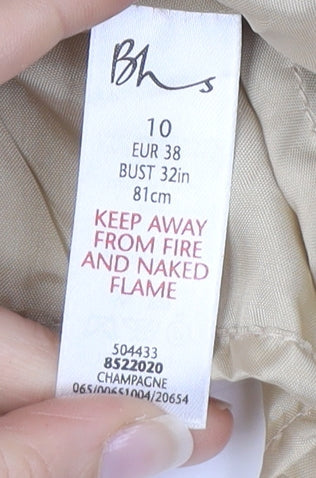 Bhs
10
EUR 38
BUST 32in
81cm
KEEP AWAY
FROM FIRE
AND NAKED
FLAME
504433
8522020
CHAMPAGNE
065/00651004/20654